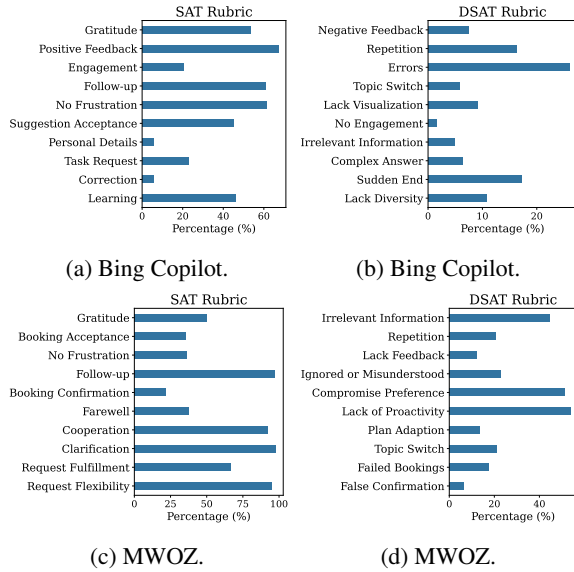 SAT Rubric
Gratitude
Positive Feedback
Engagement
Follow-up
No Frustration
Suggestion Acceptance
Personal Details
Task Request
Correction
Learning
0 20 40 60
Percentage (%)
(a) Bing Copilot.
DSAT Rubric
Negative Feedback
Repetition
Errors
Topic Switch
Lack Visualization
No Engagement
Irrelevant Information
Complex Answer
Sudden End
Lack Diversity
0 10 20
Percentage (%)
(b) Bing Copilot.
SAT Rubric
Gratitude
Booking Acceptance
No Frustration
Follow-up
Booking Confirmation
Farewell
Cooperation
Clarification
Request Fulfillment
Request Flexibility
0 25 50 75 100
Percentage (%)
(c) MWOZ.
DSAT Rubric
Irrelevant Information
Repetition
Lack Feedback
Ignored or Misunderstood
Compromise Preference
Lack of Proactivity
Plan Adaption
Topic Switch
Failed Bookings
False Confirmation
0 20 40
Percentage (%)
(d) MWOZ.